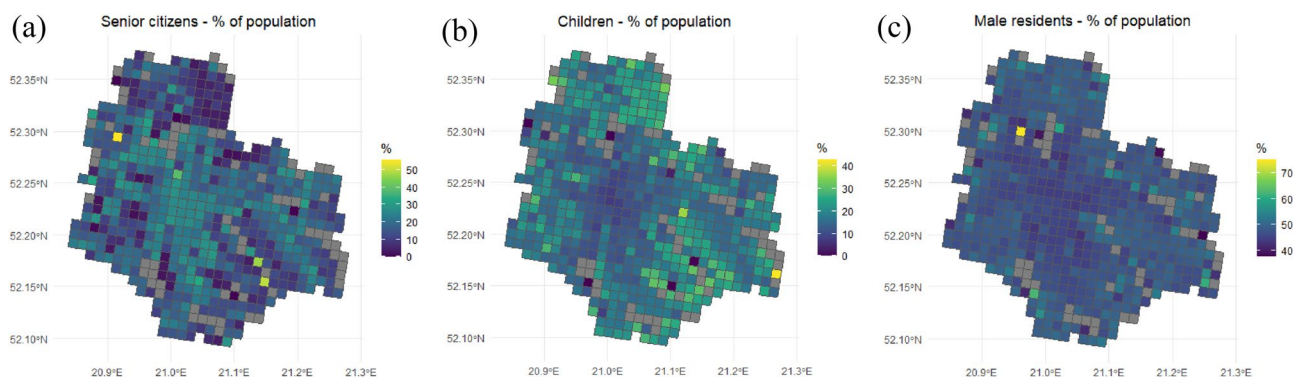 (a) Senior citizens - % of population
52.35°N
52.30°N
52.25°N
52.20°N
52.15°N
52.10°N
20.9°E 21.0°E 21.1°E 21.2°E 21.3°E
%
50
40
30
20
10
0
(b) Children - % of population
52.35°N
52.30°N
52.25°N
52.20°N
52.15°N
52.10°N
20.9°E 21.0°E 21.1°E 21.2°E 21.3°E
%
40
30
20
10
0
(c) Male residents - % of population
52.35°N
52.30°N
52.25°N
52.20°N
52.15°N
52.10°N
20.9°E 21.0°E 21.1°E 21.2°E 21.3°E
%
70
60
50
40